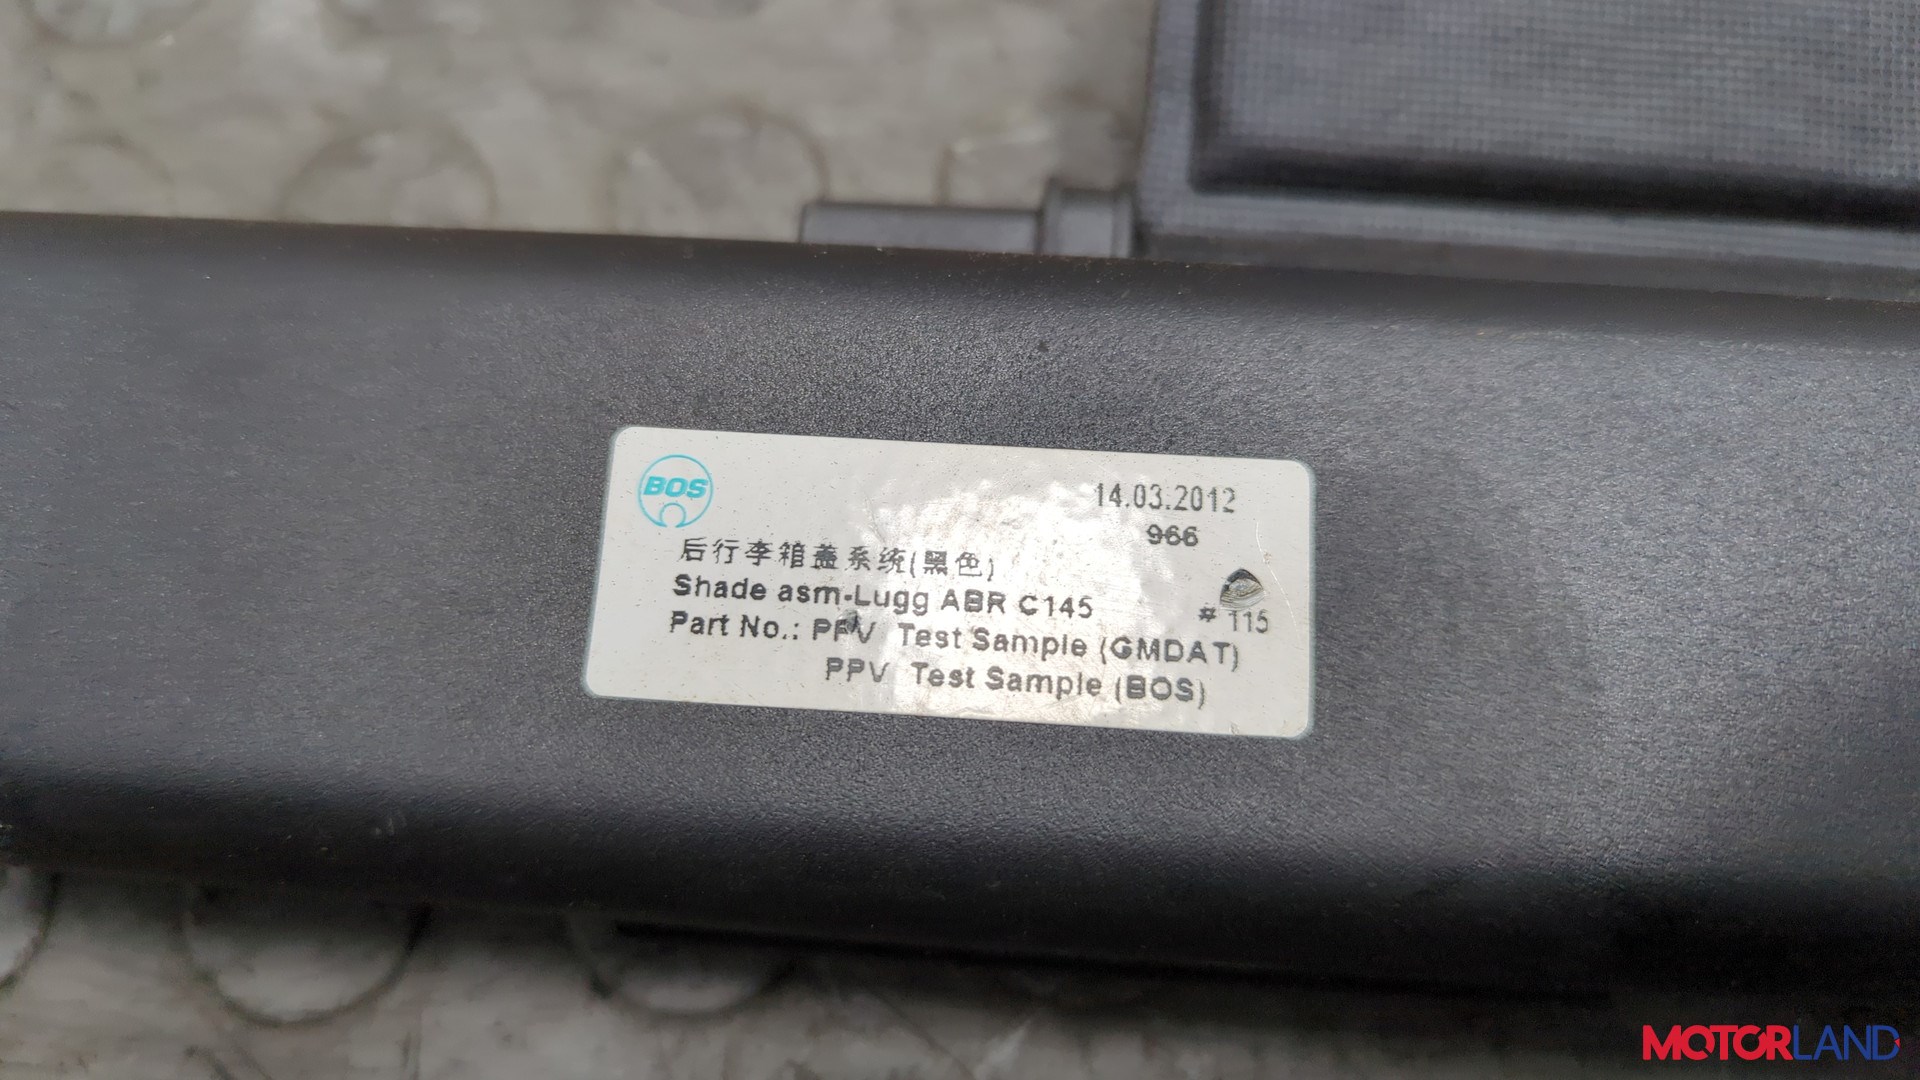 BOS
14.03.2012
966
后行李箱盖系统(黑色)
Shade asm-Lugg ABR C145
# 115
Part No.: PPV Test Sample (GMDAT)
PPV Test Sample (BOS)
MOTORLAND